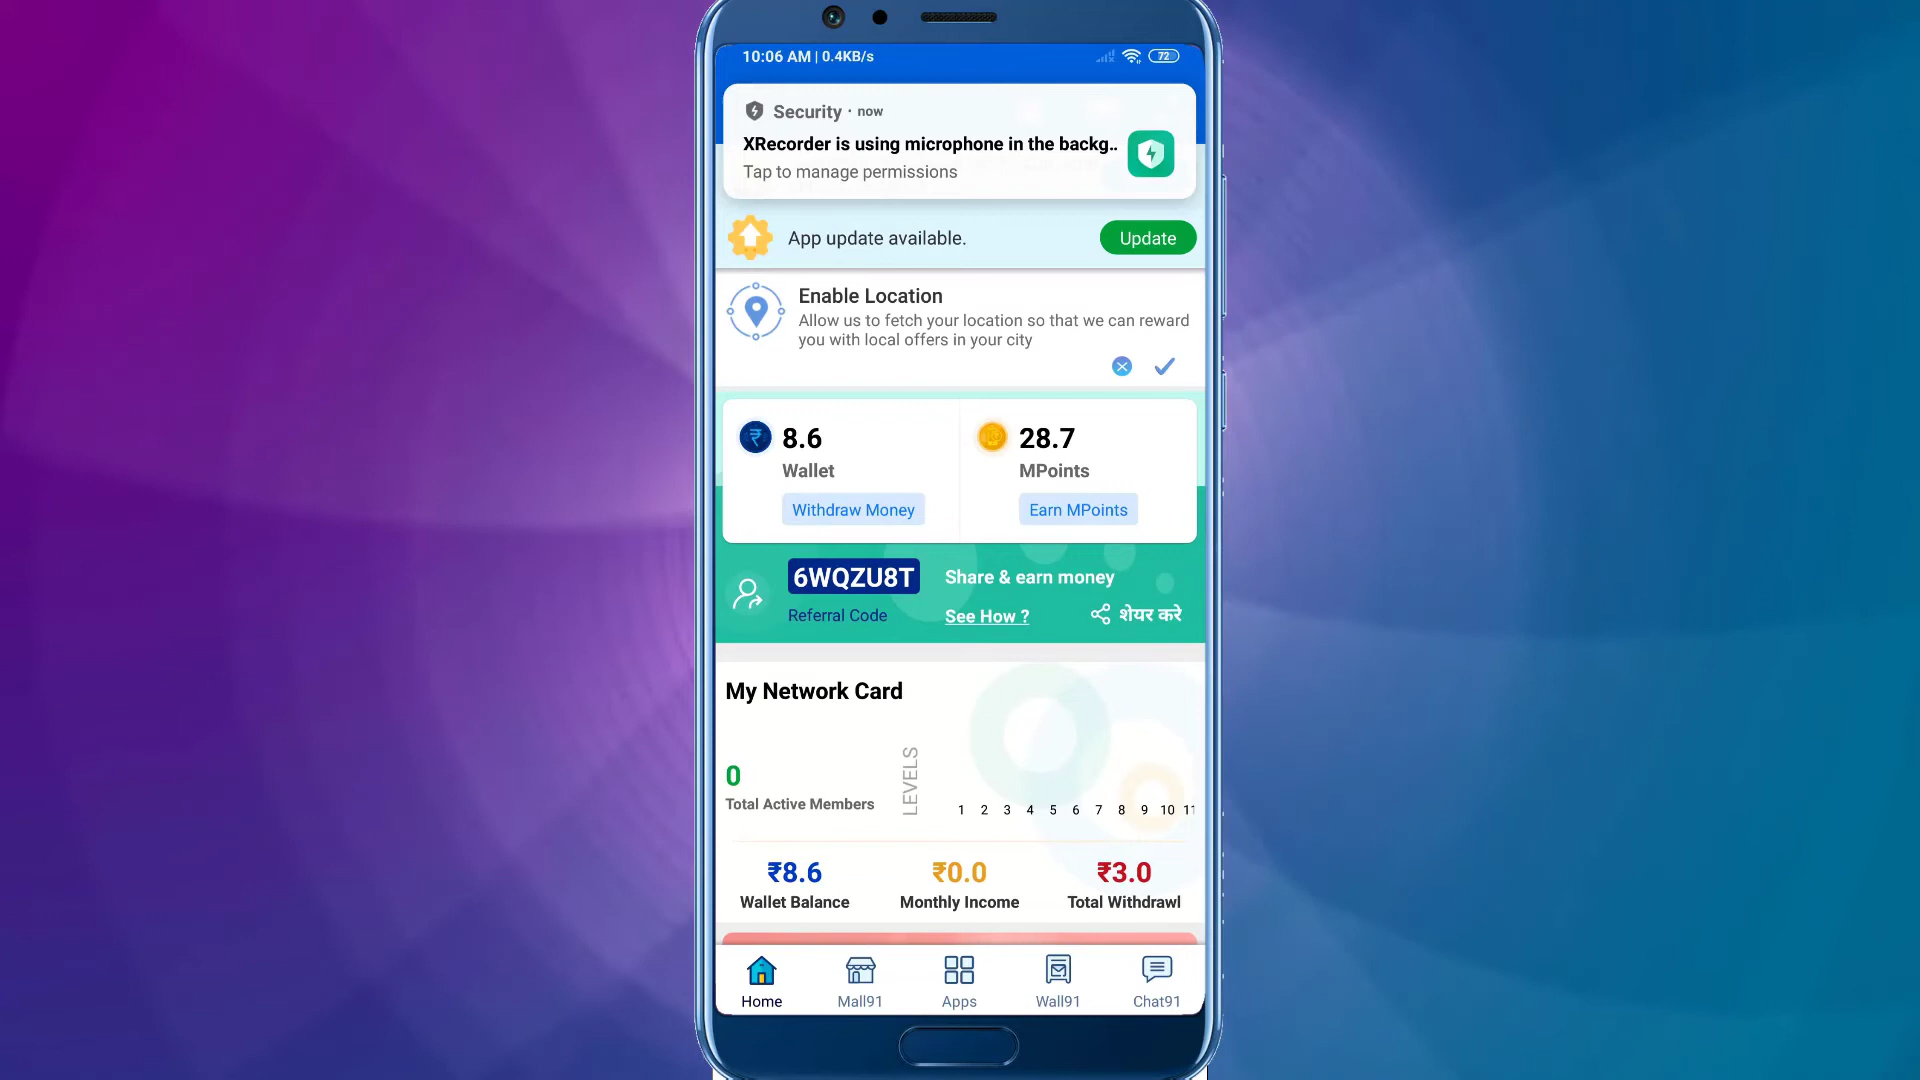 10:06 AM | 0.4KB/s
72
Security · now
XRecorder is using microphone in the backg..
Tap to manage permissions
App update available.
Update
Enable Location
Allow us to fetch your location so that we can reward
you with local offers in your city
8.6
Wallet
Withdraw Money
28.7
MPoints
Earn MPoints
6WQZU8T
Referral Code
Share & earn money
See How ?
शेयर करे
My Network Card
0
Total Active Members
LEVELS
1 2 3 4 5 6 7 8 9 10 11
₹8.6 ₹0.0 ₹3.0
Wallet Balance Monthly Income Total Withdrawl
Home Mall91 Apps Wall91 Chat91